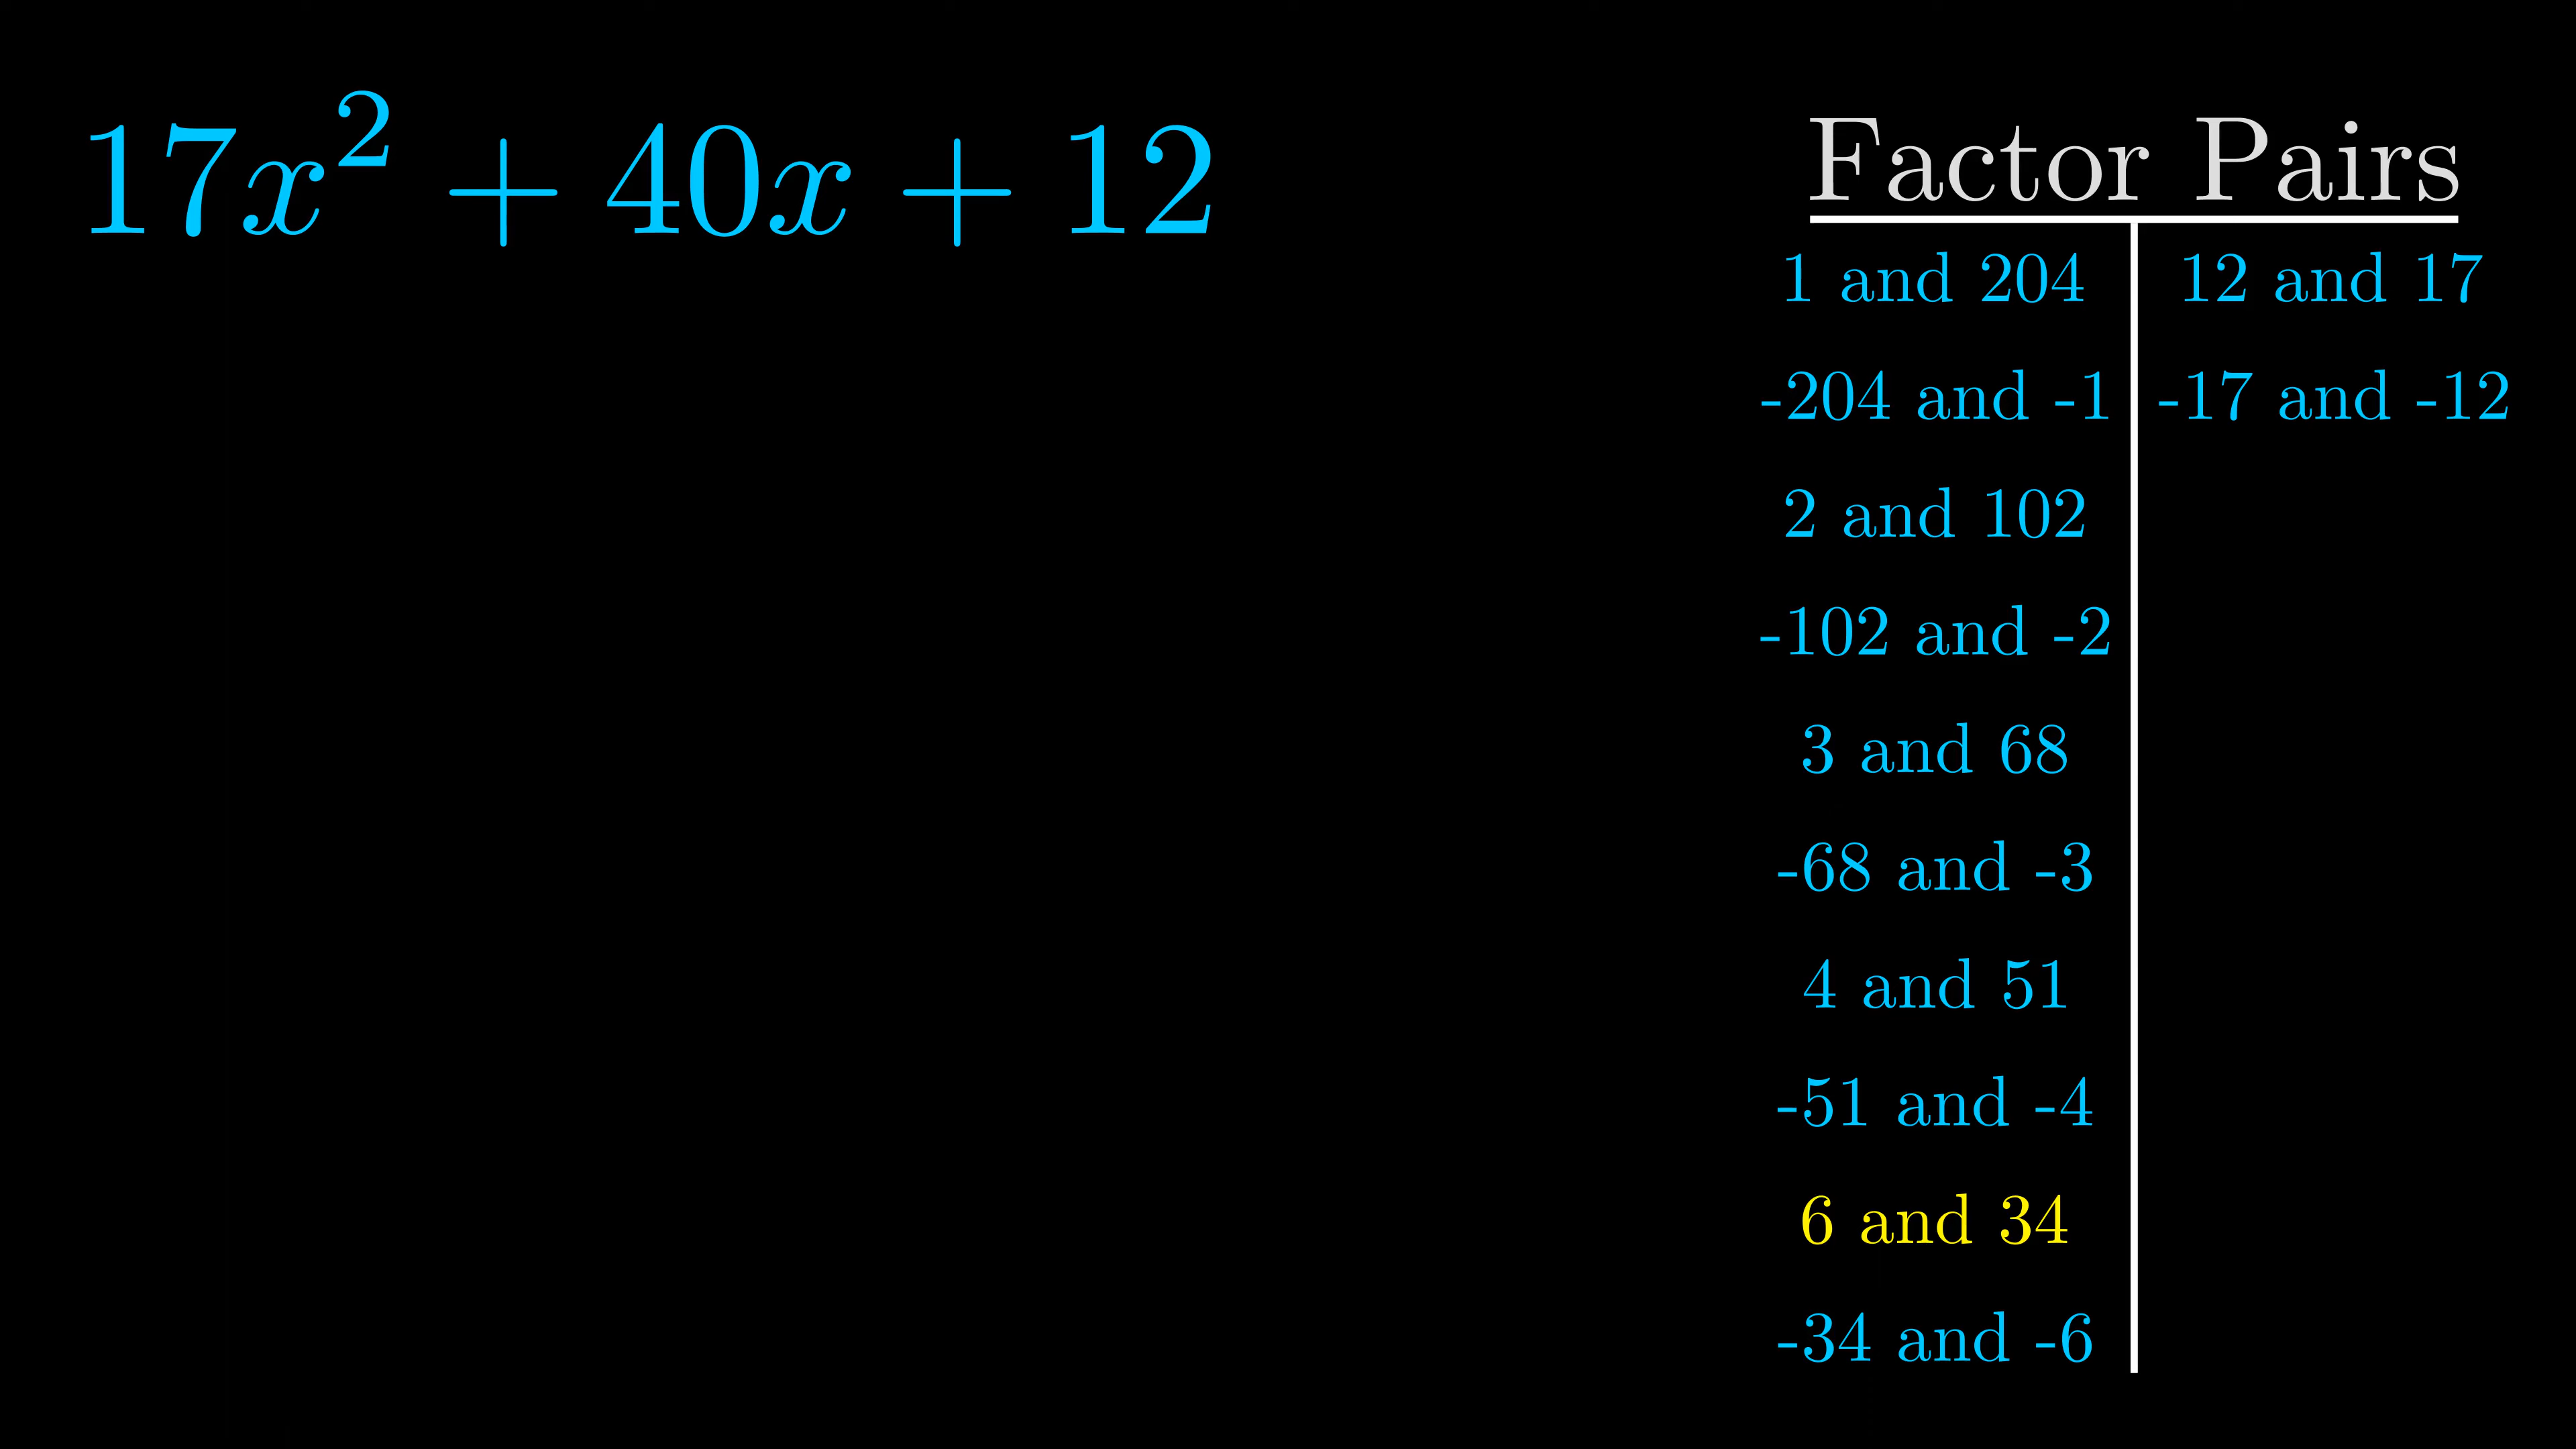 17x² + 40x + 12
Factor Pairs
1 and 204
-204 and -1
2 and 102
-102 and -2
3 and 68
-68 and -3
4 and 51
-51 and -4
6 and 34
-34 and -6
12 and 17
-17 and -12